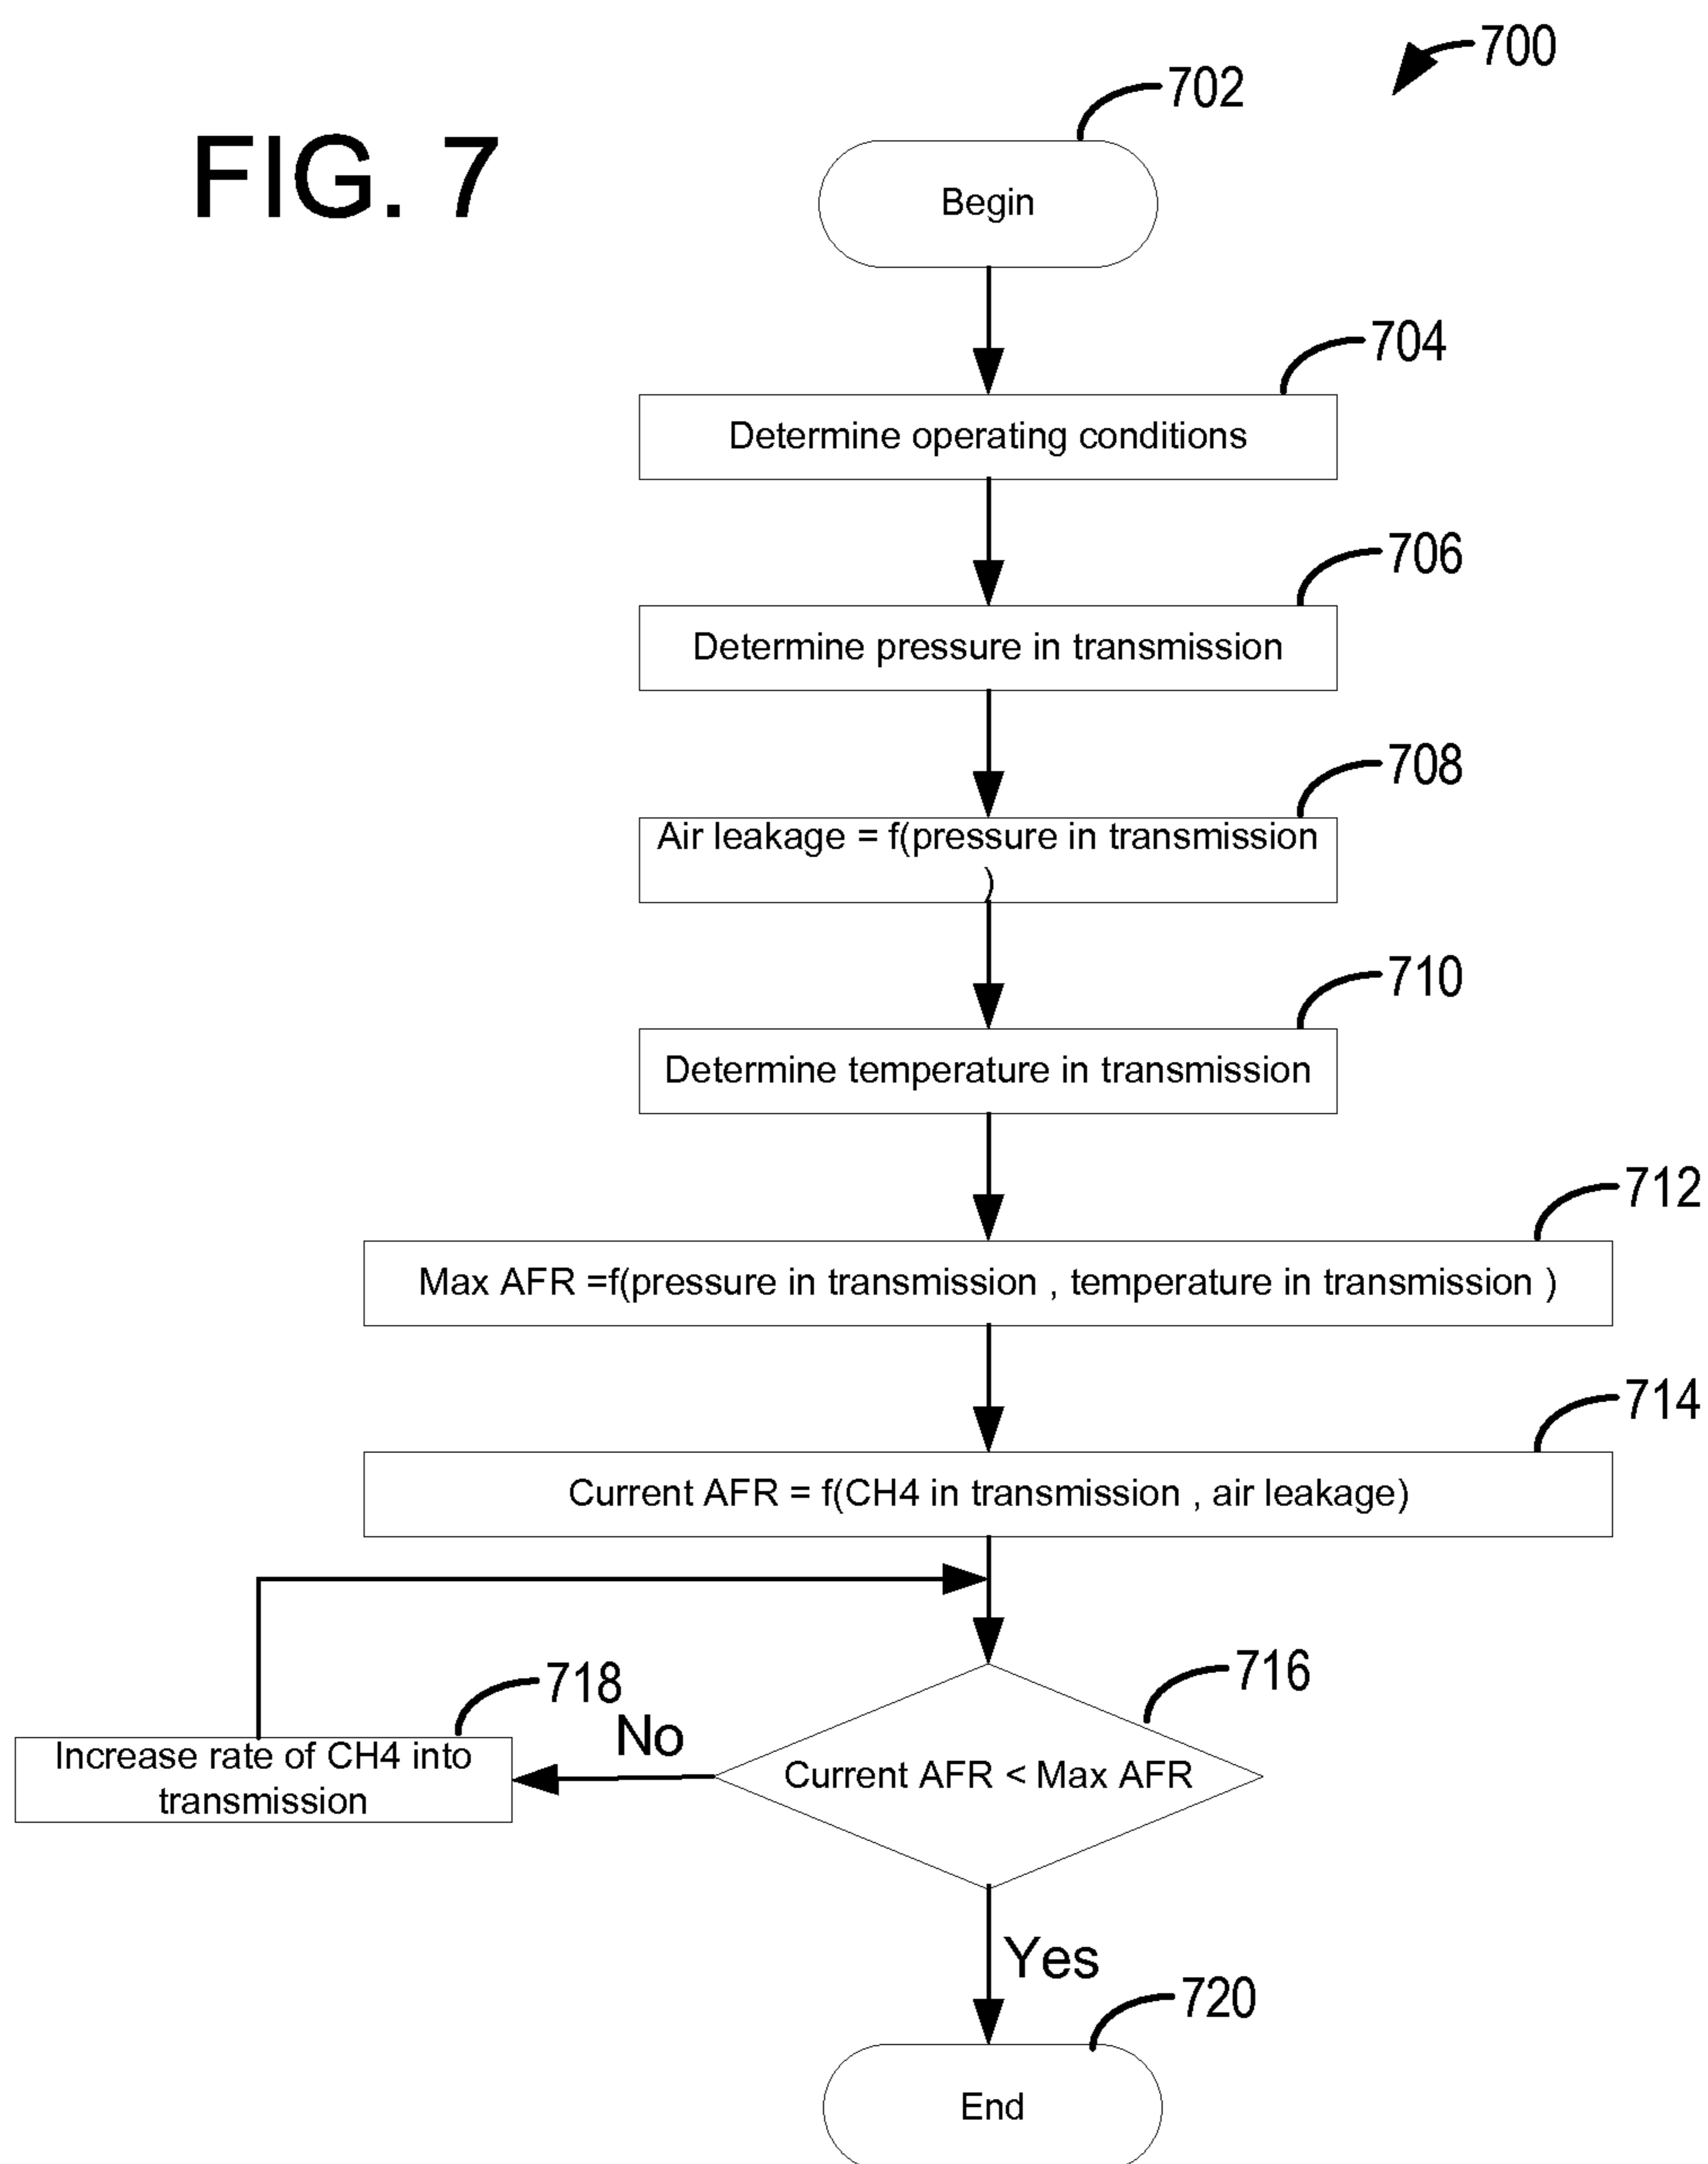 700
702
FIG. 7
Begin
704
Determine operating conditions
706
Determine pressure in transmission
708
Air leakage = f(pressure in transmission
)
710
Determine temperature in transmission
712
Max AFR =f(pressure in transmission , temperature in transmission )
714
Current AFR = f(CH4 in transmission , air leakage)
716
718
No
Increase rate of CH4 into
transmission
Current AFR < Max AFR
Yes
720
End